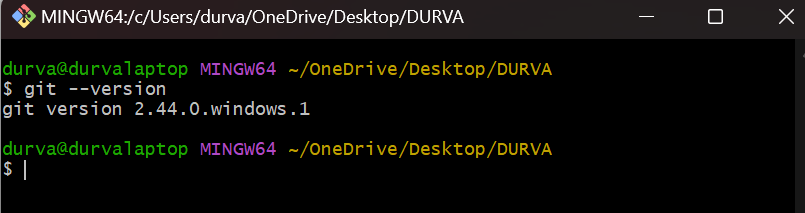 MINGW64:/c/Users/durva/OneDrive/Desktop/DURVA
durva@durvalaptop MINGW64 ~/OneDrive/Desktop/DURVA
$ git --version
git version 2.44.0.windows.1
durva@durvalaptop MINGW64 ~/OneDrive/Desktop/DURVA
$